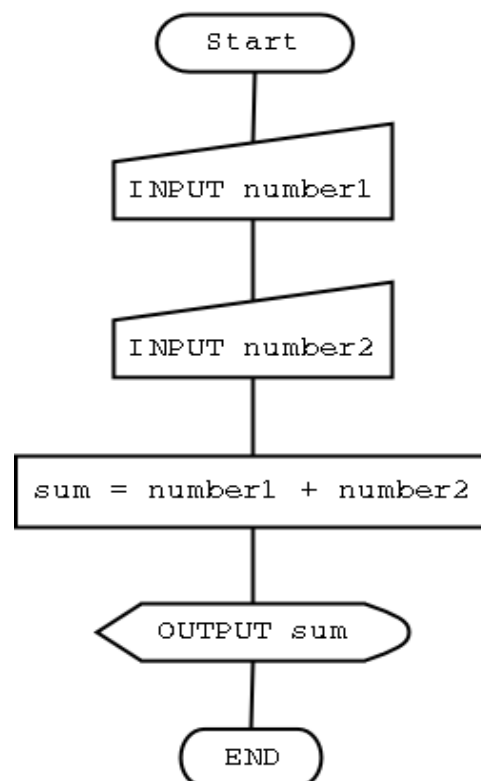 Start
INPUT number1
INPUT number2
sum = number1 + number2
OUTPUT sum
END